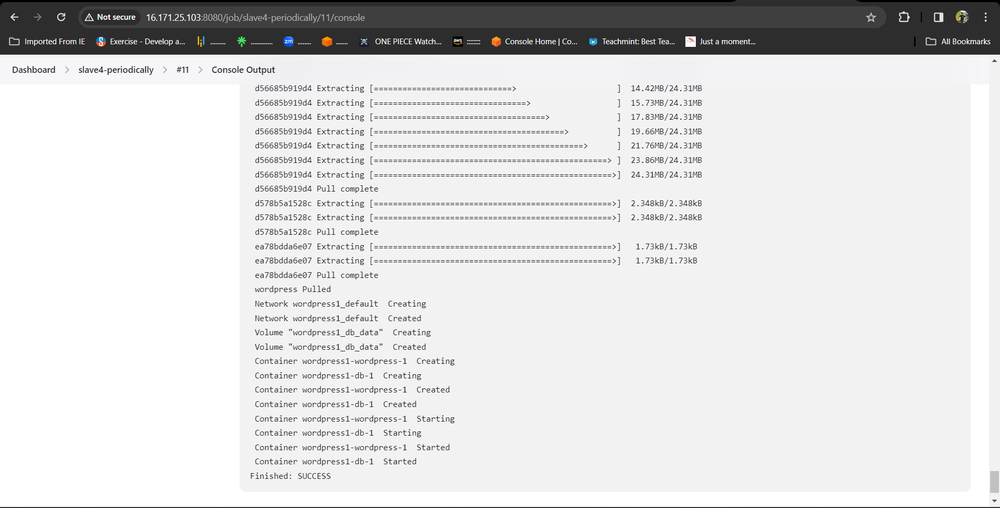 Not secure 16.171.25.103:8080/job/slave4-periodically/11/console
Imported From IE Exercise - Develop a... ......... ............. zm ........ ....... ONE PIECE Watch... aws :::::::: Console Home | Co... Teachmint: Best Tea... Just a moment... All Bookmarks
Dashboard > slave4-periodically > #11 > Console Output
d56685b919d4 Extracting [=============================>                     ]  14.42MB/24.31MB
d56685b919d4 Extracting [================================>                  ]  15.73MB/24.31MB
d56685b919d4 Extracting [====================================>              ]  17.83MB/24.31MB
d56685b919d4 Extracting [========================================>          ]  19.66MB/24.31MB
d56685b919d4 Extracting [============================================>      ]  21.76MB/24.31MB
d56685b919d4 Extracting [=================================================> ]  23.86MB/24.31MB
d56685b919d4 Extracting [==================================================>]  24.31MB/24.31MB
d56685b919d4 Pull complete
d578b5a1528c Extracting [==================================================>]  2.348kB/2.348kB
d578b5a1528c Extracting [==================================================>]  2.348kB/2.348kB
d578b5a1528c Pull complete
ea78bdda6e07 Extracting [==================================================>]   1.73kB/1.73kB
ea78bdda6e07 Extracting [==================================================>]   1.73kB/1.73kB
ea78bdda6e07 Pull complete
wordpress Pulled
Network wordpress1_default  Creating
Network wordpress1_default  Created
Volume "wordpress1_db_data"  Creating
Volume "wordpress1_db_data"  Created
Container wordpress1-wordpress-1  Creating
Container wordpress1-db-1  Creating
Container wordpress1-wordpress-1  Created
Container wordpress1-db-1  Created
Container wordpress1-wordpress-1  Starting
Container wordpress1-db-1  Starting
Container wordpress1-wordpress-1  Started
Container wordpress1-db-1  Started
Finished: SUCCESS